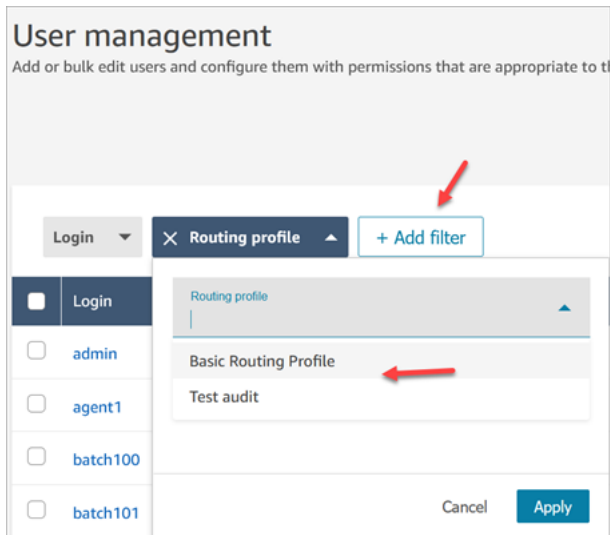 User management
Add or bulk edit users and configure them with permissions that are appropriate to
Login
Routing profile
+ Add filter
Login
Routing profile
admin
Basic Routing Profile
agent1
Test audit
batch100
batch101
Cancel
Apply